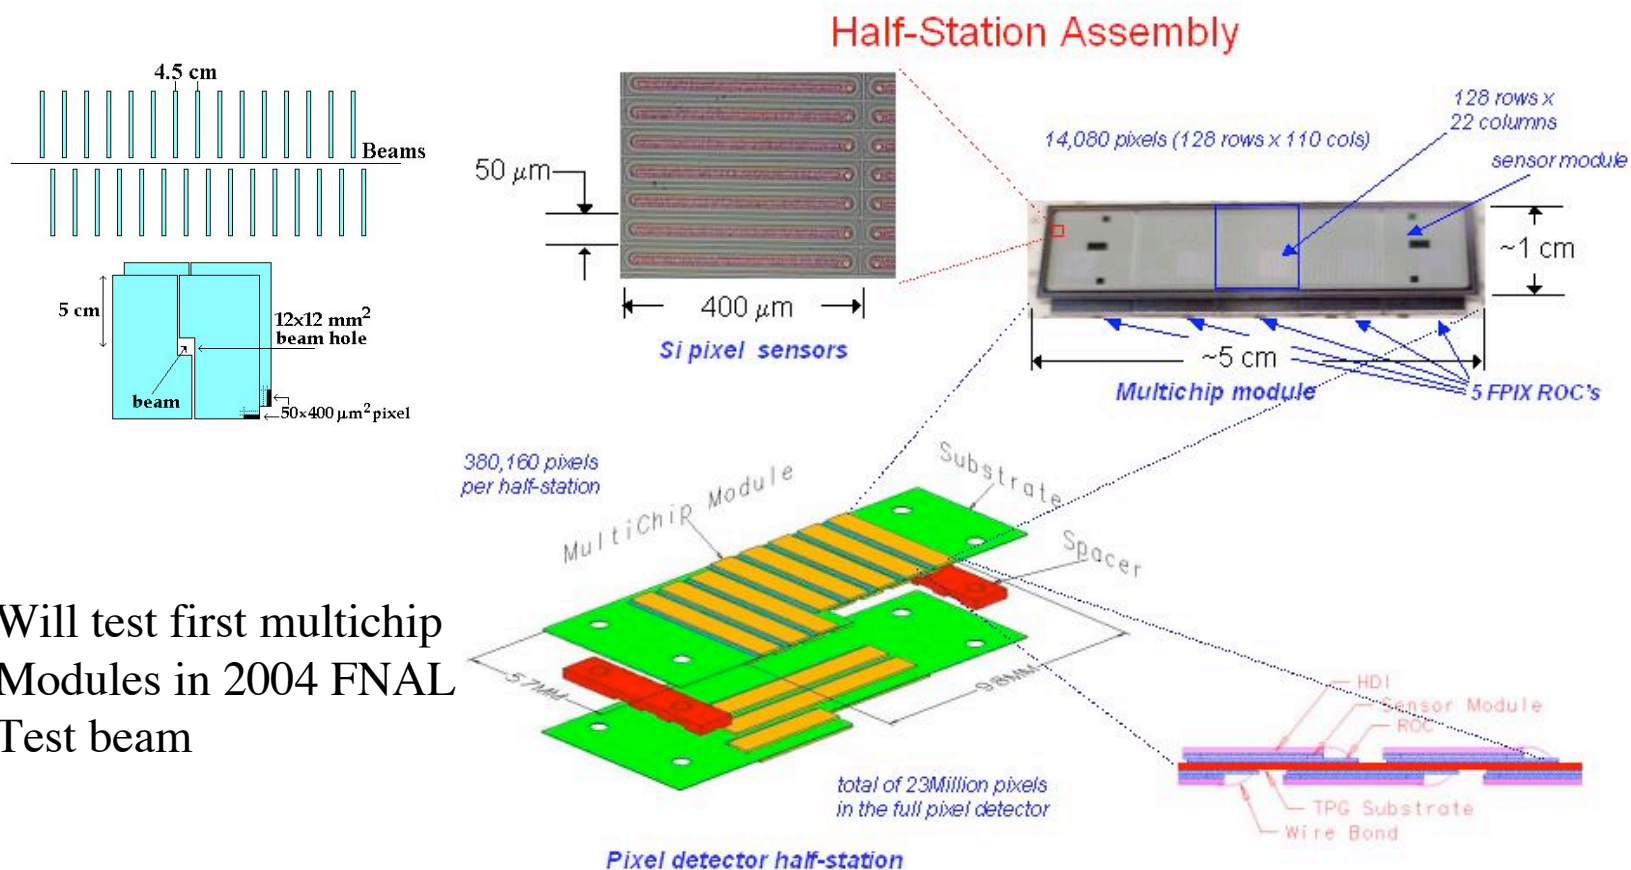 Half-Station Assembly
4.5 cm
Beams
5 cm
12x12 mm2
beam hole
beam
50×400 μm2 pixel
50 μm
400 μm
Si pixel sensors
14,080 pixels (128 rows x 110 cols)
128 rows x
22 columns
sensor module
~1 cm
~5 cm
Multichip module
5 FPIX ROC's
380,160 pixels
per half-station
MultiChip Module
Substrate
Spacer
57MM
98MM
Will test first multichip
Modules in 2004 FNAL
Test beam
total of 23Million pixels
in the full pixel detector
Pixel detector half-station
HDI
Sensor Module
ROC
TPG Substrate
Wire Bond